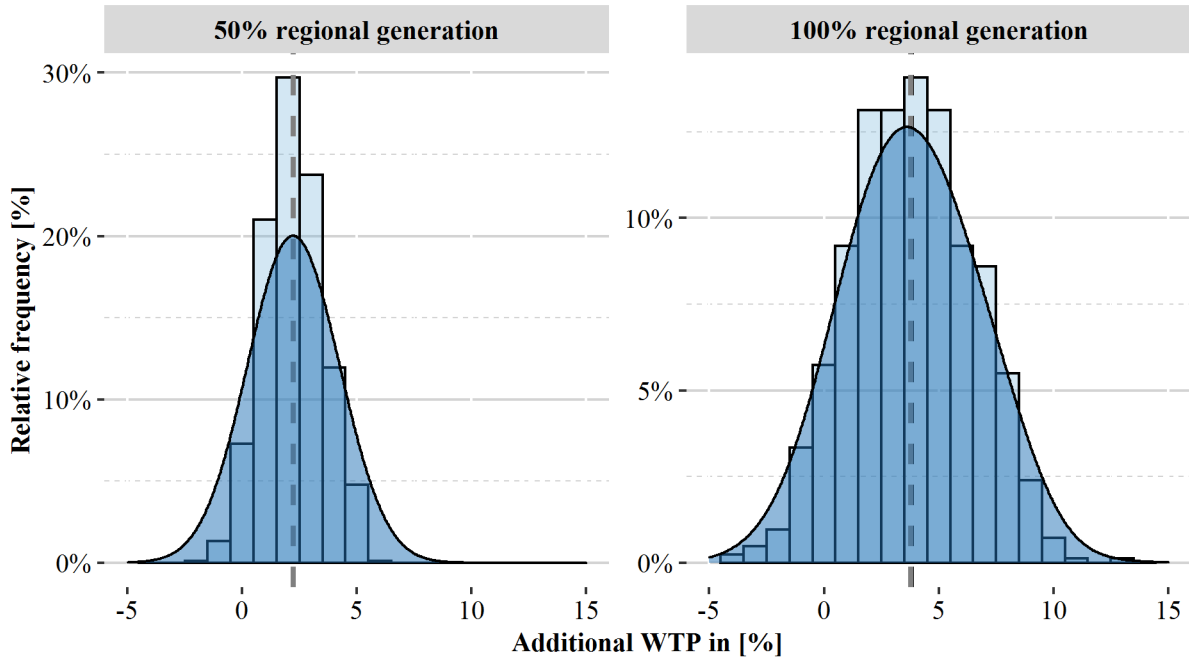 50% regional generation
100% regional generation
Relative frequency [%]
30%
20%
10%
0%
10%
5%
0%
-5 0 5 10 15
-5 0 5 10 15
Additional WTP in [%]